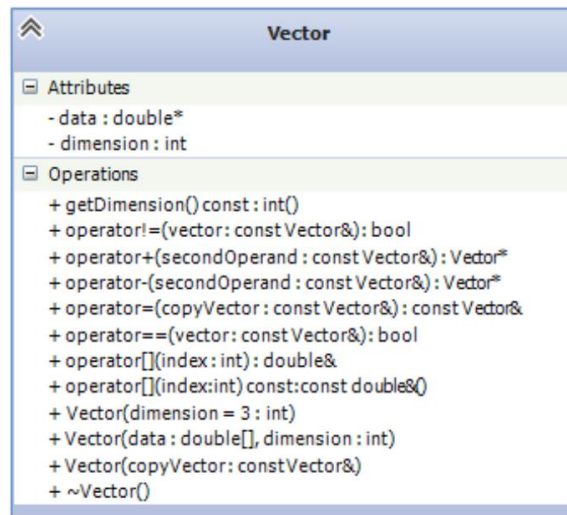 Vector
Attributes
- data : double*
- dimension : int
Operations
+ getDimension() const : int()
+ operator!=(vector : const Vector&) : bool
+ operator+(secondOperand : const Vector&) : Vector*
+ operator-(secondOperand : const Vector&) : Vector*
+ operator=(copyVector : const Vector&) : const Vector&
+ operator==(vector : const Vector&) : bool
+ operator[](index : int) : double&
+ operator[](index:int) const:const double&()
+ Vector(dimension = 3 : int)
+ Vector(data : double[], dimension : int)
+ Vector(copyVector : constVector&)
+ ~Vector()